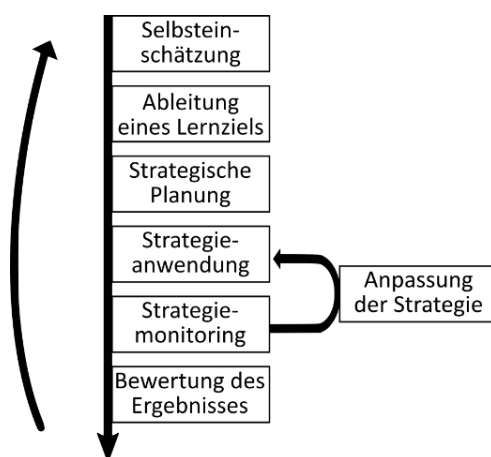 Selbstein-
schätzung
Ableitung
eines Lernziels
Strategische
Planung
Strategie-
anwendung
Strategie-
monitoring
Anpassung
der Strategie
Bewertung des
Ergebnisses